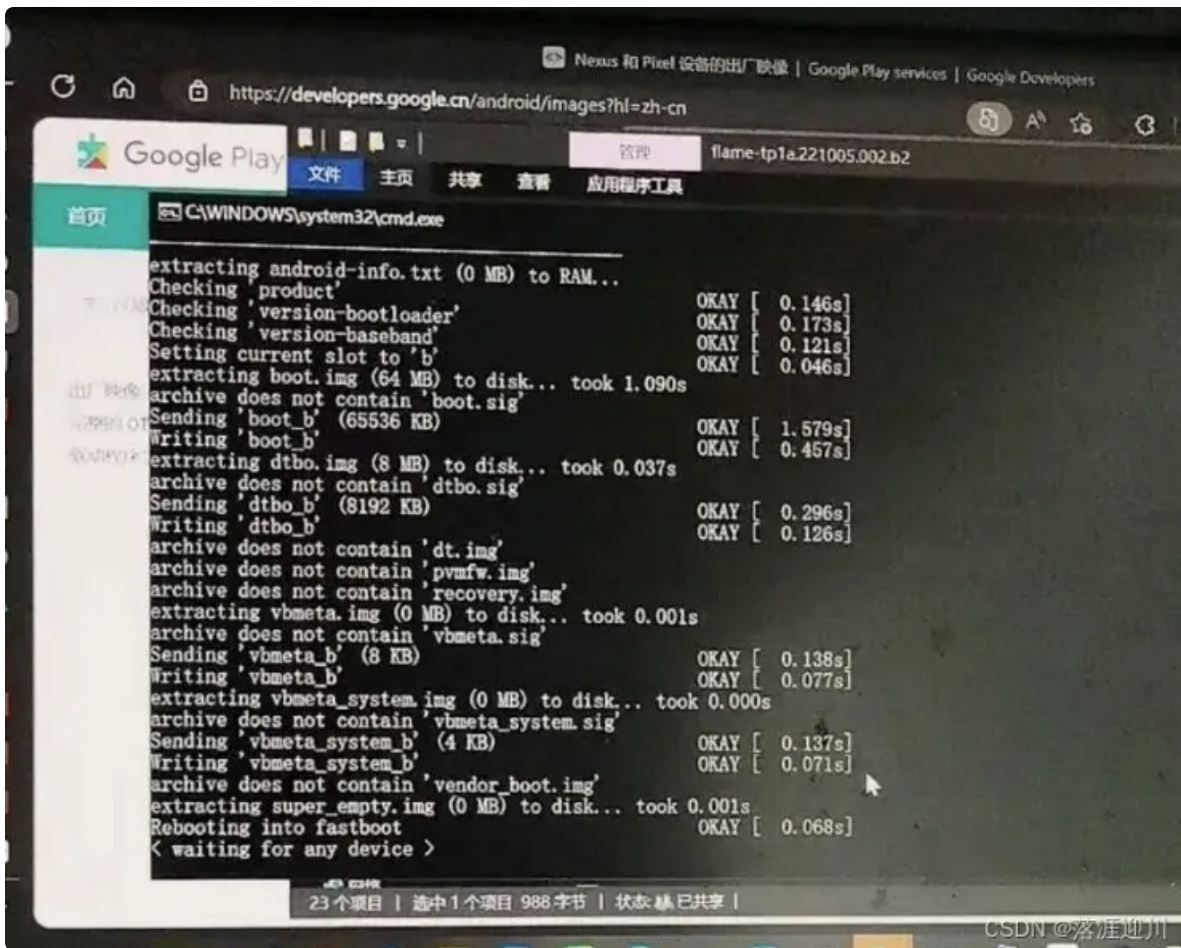 Nexus 和 Pixel 设备的出厂映像 | Google Play services | Google Developers
https://developers.google.cn/android/images?hl=zh-cn
Google Play
管理
flame-tp1a.221005.002.b2
文件 主页 共享 查看 应用程序工具
首页
C:\WINDOWS\system32\cmd.exe
extracting android-info.txt (0 MB) to RAM...
Checking 'product' OKAY [ 0.146s]
Checking 'version-bootloader' OKAY [ 0.173s]
Checking 'version-baseband' OKAY [ 0.121s]
Setting current slot to 'b' OKAY [ 0.046s]
extracting boot.img (64 MB) to disk... took 1.090s
archive does not contain 'boot.sig'
Sending 'boot_b' (65536 KB) OKAY [ 1.579s]
Writing 'boot_b' OKAY [ 0.457s]
extracting dtbo.img (8 MB) to disk... took 0.037s
archive does not contain 'dtbo.sig'
Sending 'dtbo_b' (8192 KB) OKAY [ 0.296s]
Writing 'dtbo_b' OKAY [ 0.126s]
archive does not contain 'dt.img'
archive does not contain 'pvmfw.img'
archive does not contain 'recovery.img'
extracting vbmeta.img (0 MB) to disk... took 0.001s
archive does not contain 'vbmeta.sig'
Sending 'vbmeta_b' (8 KB) OKAY [ 0.138s]
Writing 'vbmeta_b' OKAY [ 0.077s]
extracting vbmeta_system.img (0 MB) to disk... took 0.000s
archive does not contain 'vbmeta_system.sig'
Sending 'vbmeta_system_b' (4 KB) OKAY [ 0.137s]
Writing 'vbmeta_system_b' OKAY [ 0.071s]
archive does not contain 'vendor_boot.img'
extracting super_empty.img (0 MB) to disk... took 0.001s
Rebooting into fastboot OKAY [ 0.068s]
< waiting for any device >
出厂映像
网络
23 个项目 | 选中 1 个项目 988 字节 | 状态: 已共享 |
CSDN @落涯迎川